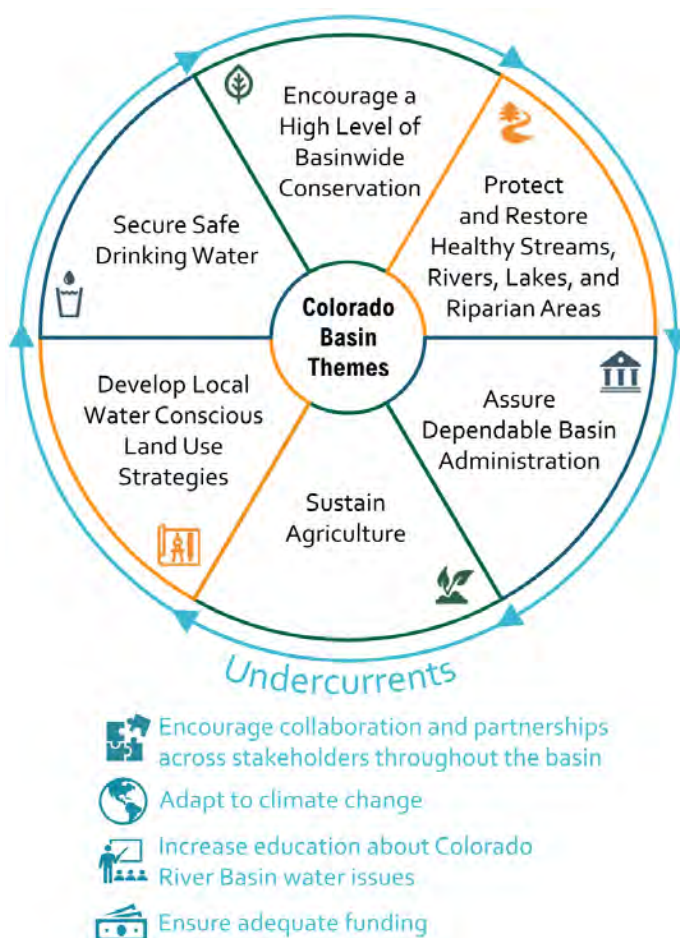 Encourage a
High Level of
Basinwide
Conservation
Protect
and Restore
Healthy Streams,
Rivers, Lakes, and
Riparian Areas
Assure
Dependable Basin
Administration
Sustain
Agriculture
Develop Local
Water Conscious
Land Use
Strategies
Secure Safe
Drinking Water
Colorado
Basin
Themes
Undercurrents
Encourage collaboration and partnerships
across stakeholders throughout the basin
Adapt to climate change
Increase education about Colorado
River Basin water issues
Ensure adequate funding